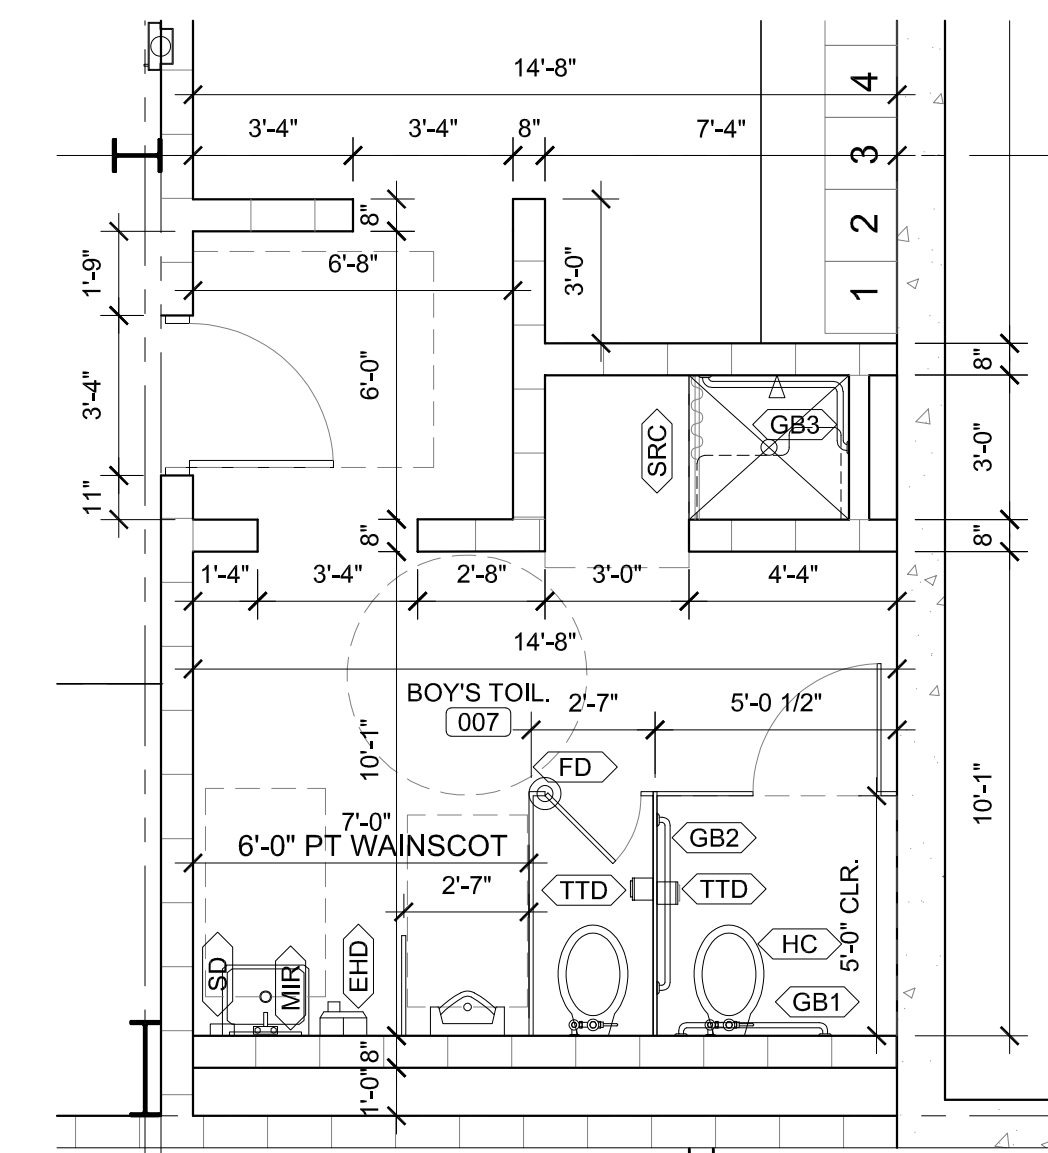 14'-8"
4
3'-4"
3'-4"
8"
7'-4"
3
8"
2
1'-9"
6'-8"
3'-0"
1
8"
3'-4"
6'-0"
GB3
SRC
3'-0"
11"
8"
8"
1'-4"
3'-4"
2'-8"
3'-0"
4'-4"
14'-8"
BOY'S TOIL.
007
2'-7"
5'-0 1/2"
10'-1"
FD
10'-1"
7'-0"
6'-0" PT WAINSCOT
GB2
2'-7"
TTD
TTD
5'-0" CLR.
HC
SD
MIR
EHD
GB1
8"
1'-0"